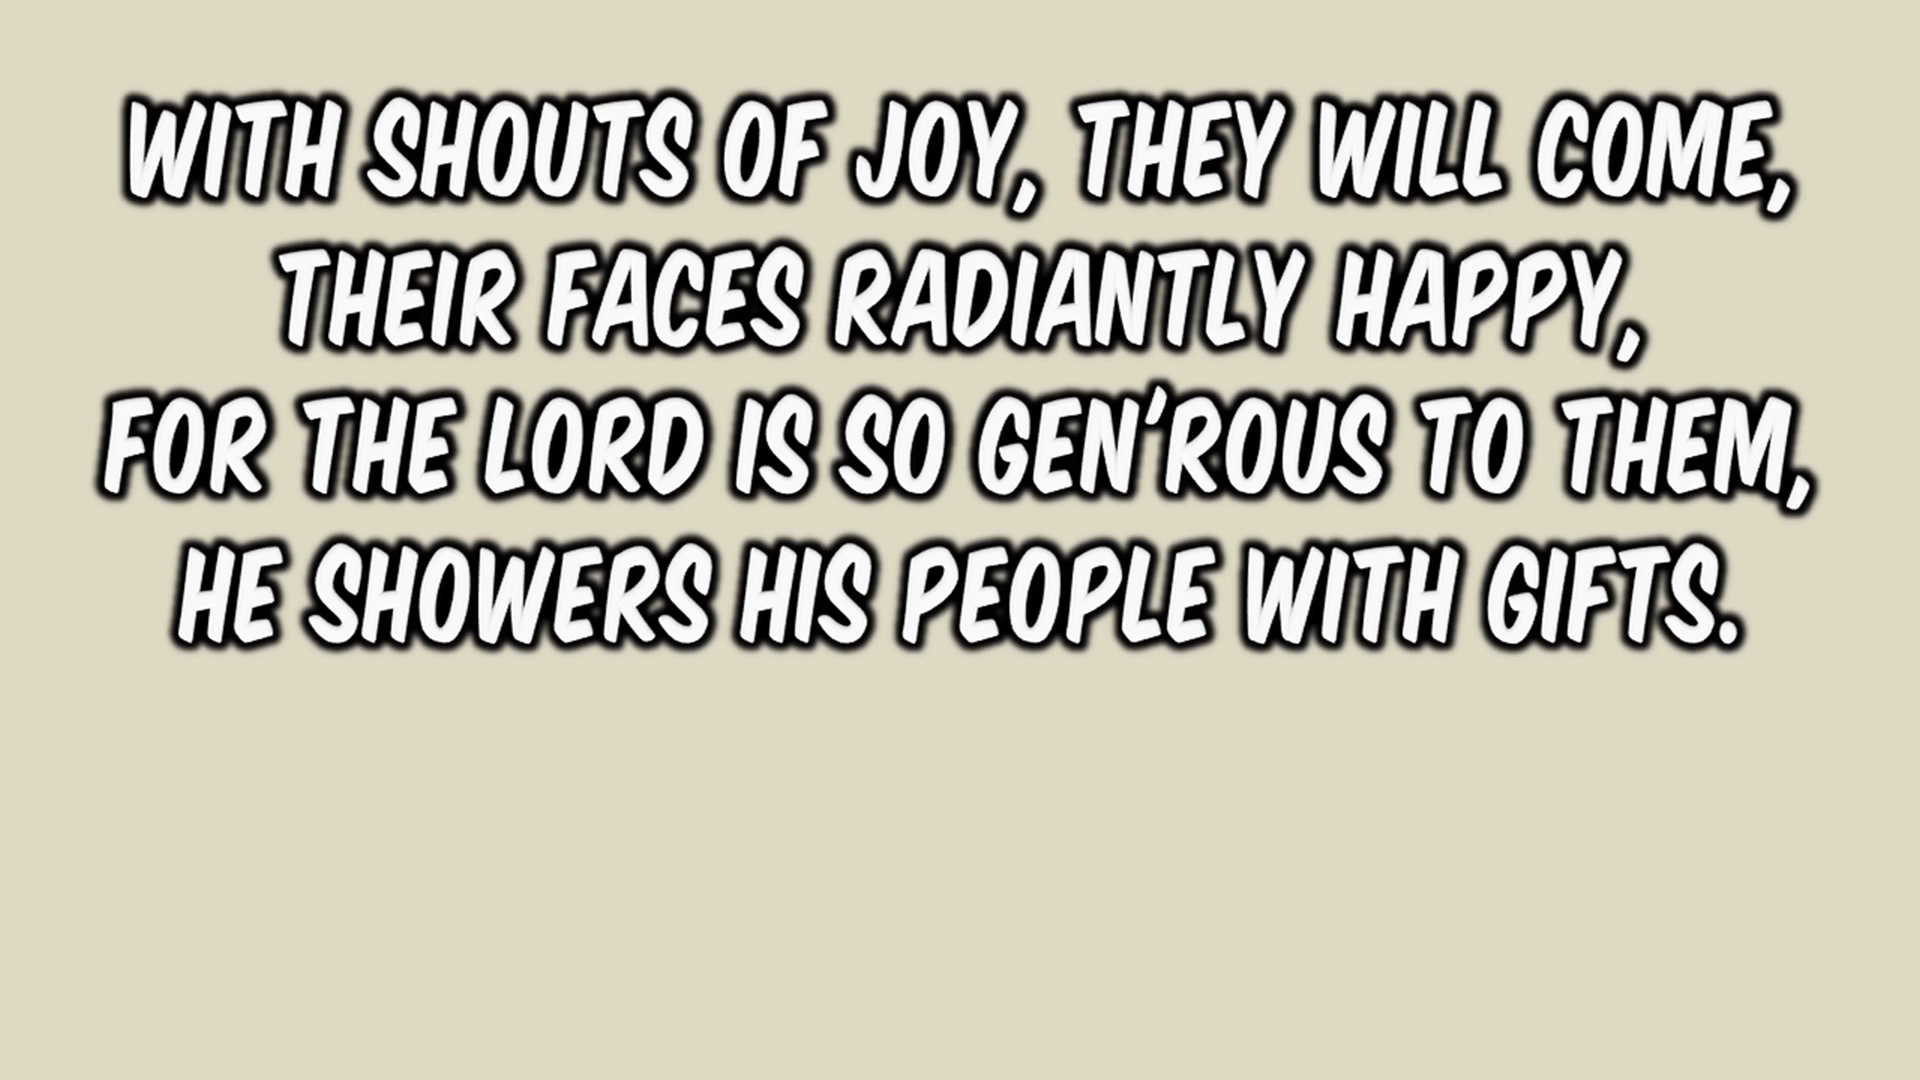 WITH SHOUTS OF JOY, THEY WILL COME,
THEIR FACES RADIANTLY HAPPY,
FOR THE LORD IS SO GEN'ROUS TO THEM,
HE SHOWERS HIS PEOPLE WITH GIFTS.